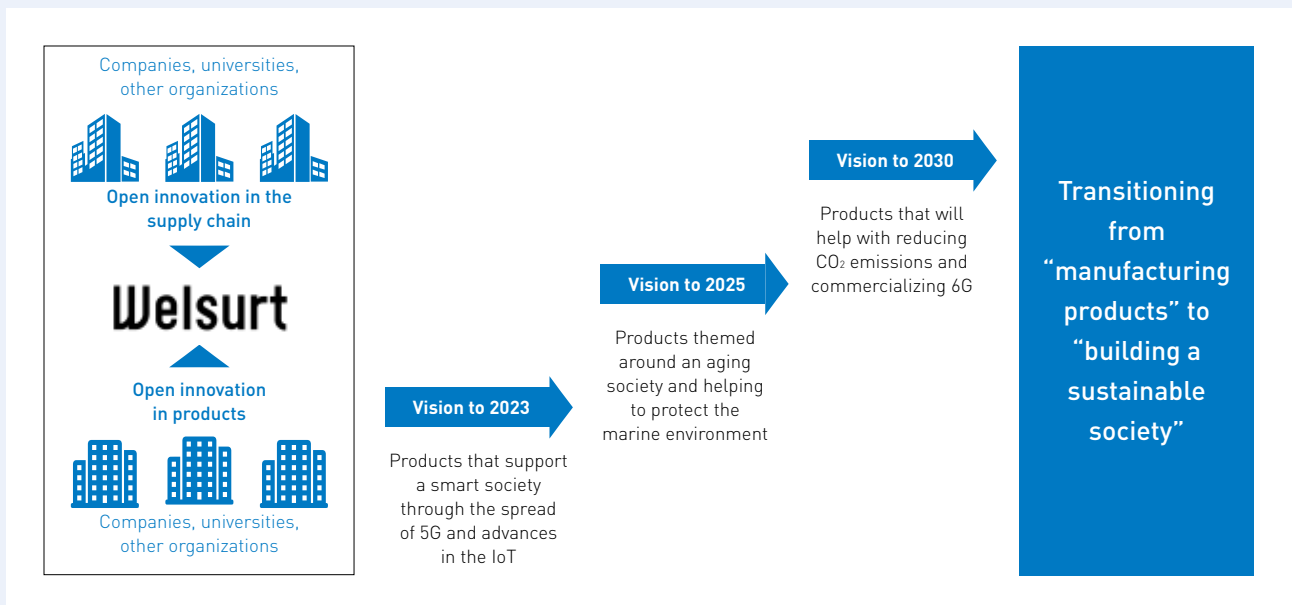 Companies, universities,
other organizations
Open innovation in the
supply chain
Welsurt
Open innovation
in products
Companies, universities,
other organizations
Vision to 2023
Products that support
a smart society
through the spread
of 5G and advances
in the IoT
Vision to 2025
Products themed
around an aging
society and helping
to protect the
marine environment
Vision to 2030
Products that will
help with reducing
CO₂ emissions and
commercializing 6G
Transitioning
from
“manufacturing
products” to
“building a
sustainable
society”